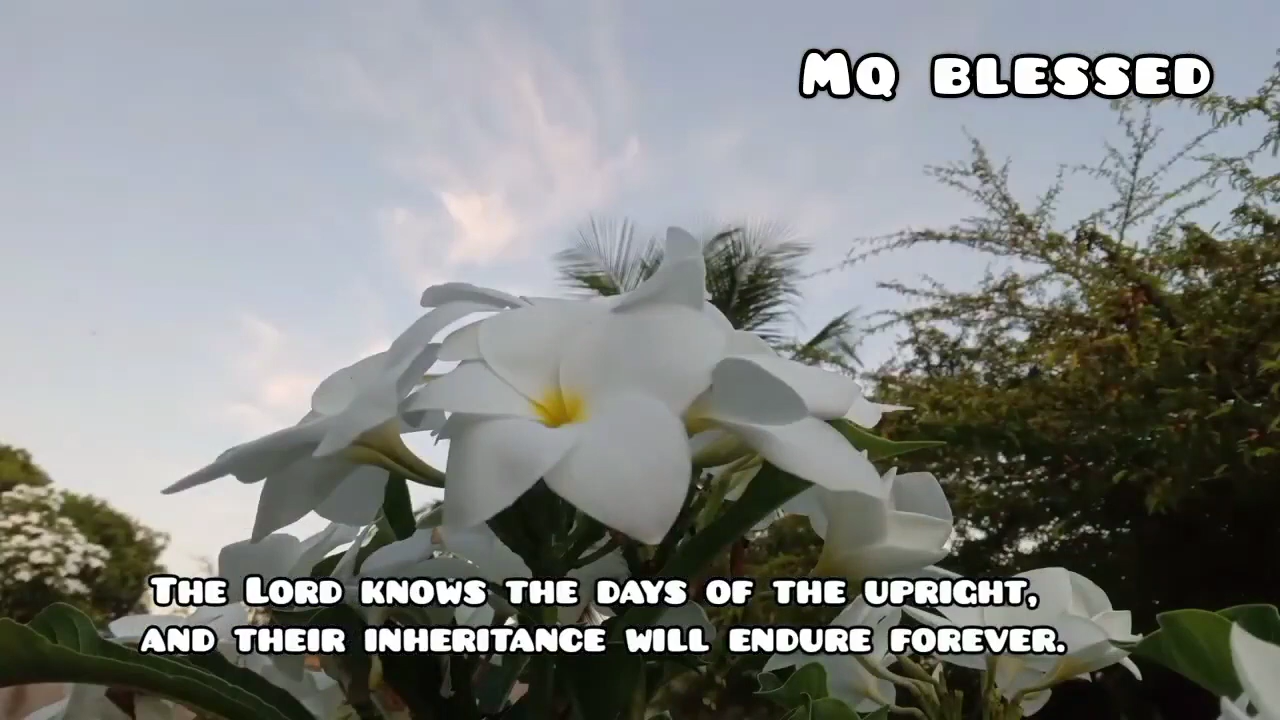 MQ BLESSED
THE LORD KNOWS THE DAYS OF THE UPRIGHT,
AND THEIR INHERITANCE WILL ENDURE FOREVER.